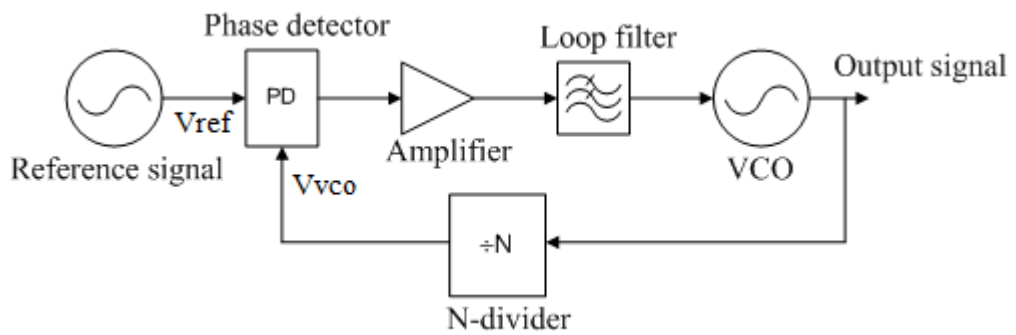 Phase detector
Loop filter
Output signal
PD
Vref
Amplifier
Reference signal
VCO
Vvco
÷N
N-divider